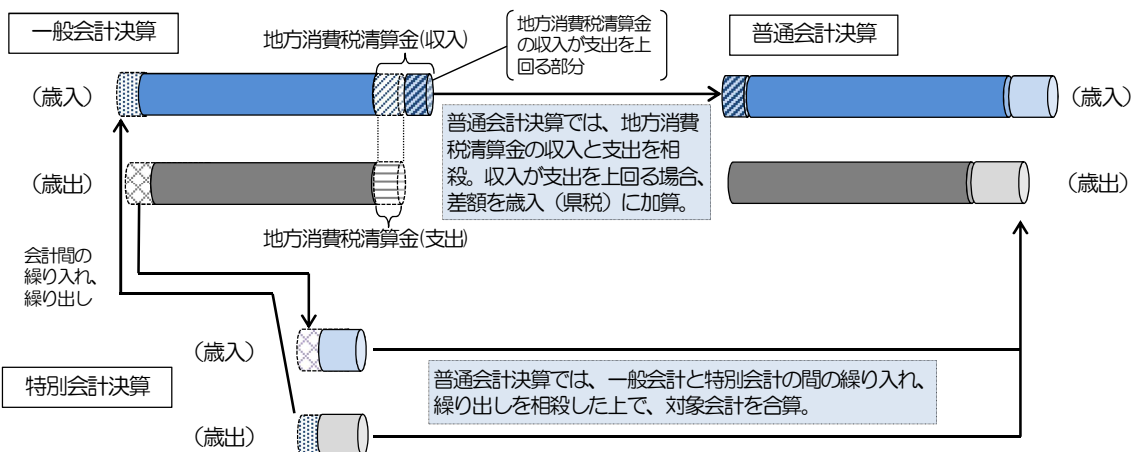 一般会計決算
地方消費税清算金(収入)
地方消費税清算金
の収入が支出を上
回る部分
普通会計決算
(歳入)
(歳入)
普通会計決算では、地方消費
税清算金の収入と支出を相
殺。収入が支出を上回る場合、
差額を歳入(県税)に加算。
(歳出)
(歳出)
地方消費税清算金(支出)
会計間の
繰り入れ、
繰り出し
(歳入)
特別会計決算
普通会計決算では、一般会計と特別会計の間の繰り入れ、
繰り出しを相殺した上で、対象会計を合算。
(歳出)